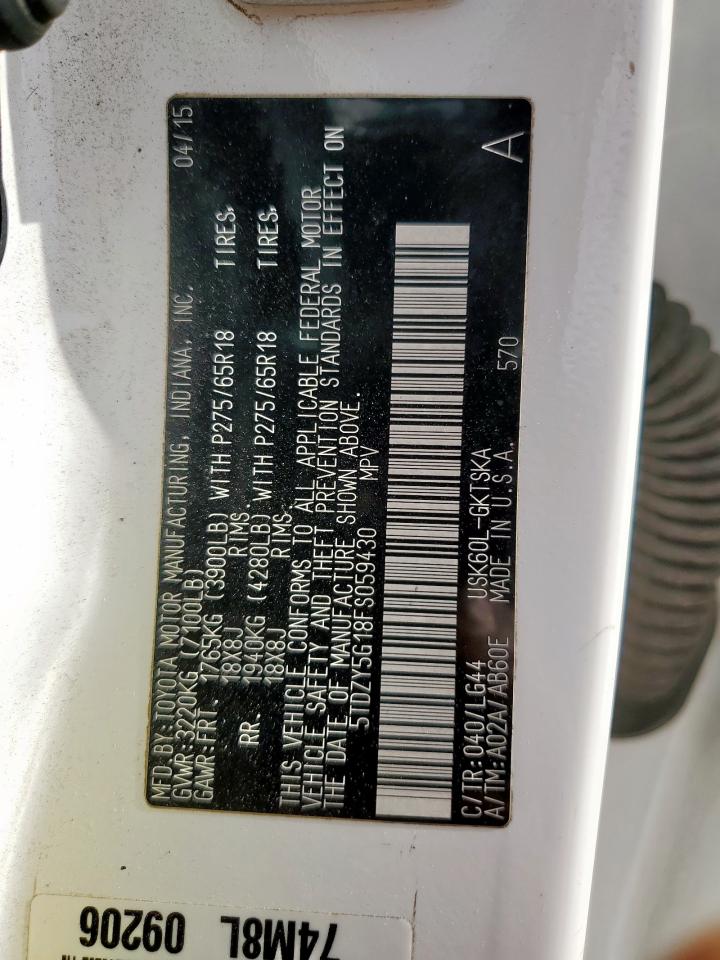 MFD.BY:TOYOTA MOTOR MANUFACTURING, INDIANA, INC. 04/15
GVWR:3220KG (7100LB)
GAWR:FRT. 1765KG (3900LB) WITH P275/65R18 TIRES,
18X8J RIMS.
RR. 1940KG (4280LB) WITH P275/65R18 TIRES,
18X8J RIMS.
THIS VEHICLE CONFORMS TO ALL APPLICABLE FEDERAL MOTOR
VEHICLE SAFETY AND THEFT PREVENTION STANDARDS IN EFFECT ON
THE DATE OF MANUFACTURE SHOWN ABOVE.
5TDZY5G18FS059430 MPV
C/TR:040/LG44 USK60L-GKTSKA
A/TM:A02A/AB60E MADE IN U.S.A. 570 A
09206
74M8L